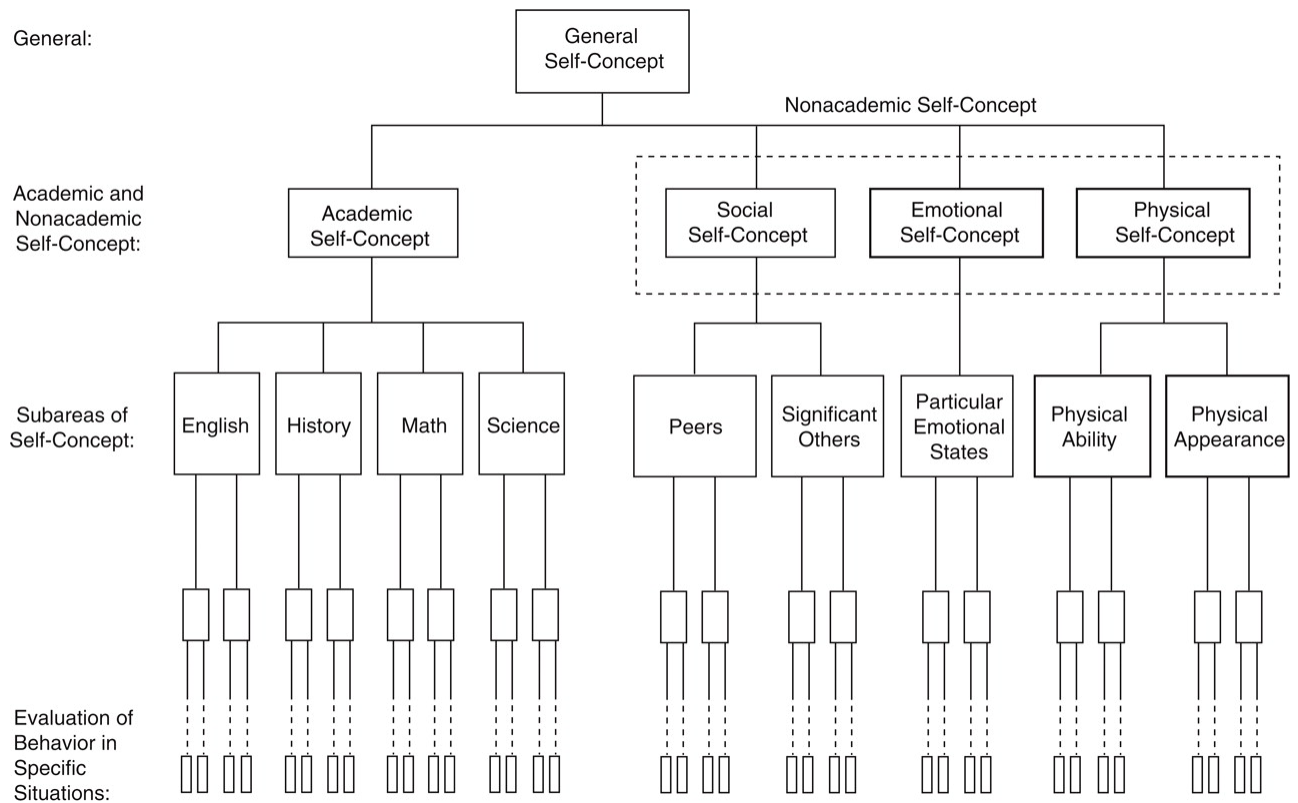 General:
General
Self-Concept
Nonacademic Self-Concept
Academic and
Nonacademic
Self-Concept:
Academic
Self-Concept
Social
Self-Concept
Emotional
Self-Concept
Physical
Self-Concept
Subareas of
Self-Concept:
English
History
Math
Science
Peers
Significant
Others
Particular
Emotional
States
Physical
Ability
Physical
Appearance
Evaluation of
Behavior in
Specific
Situations: